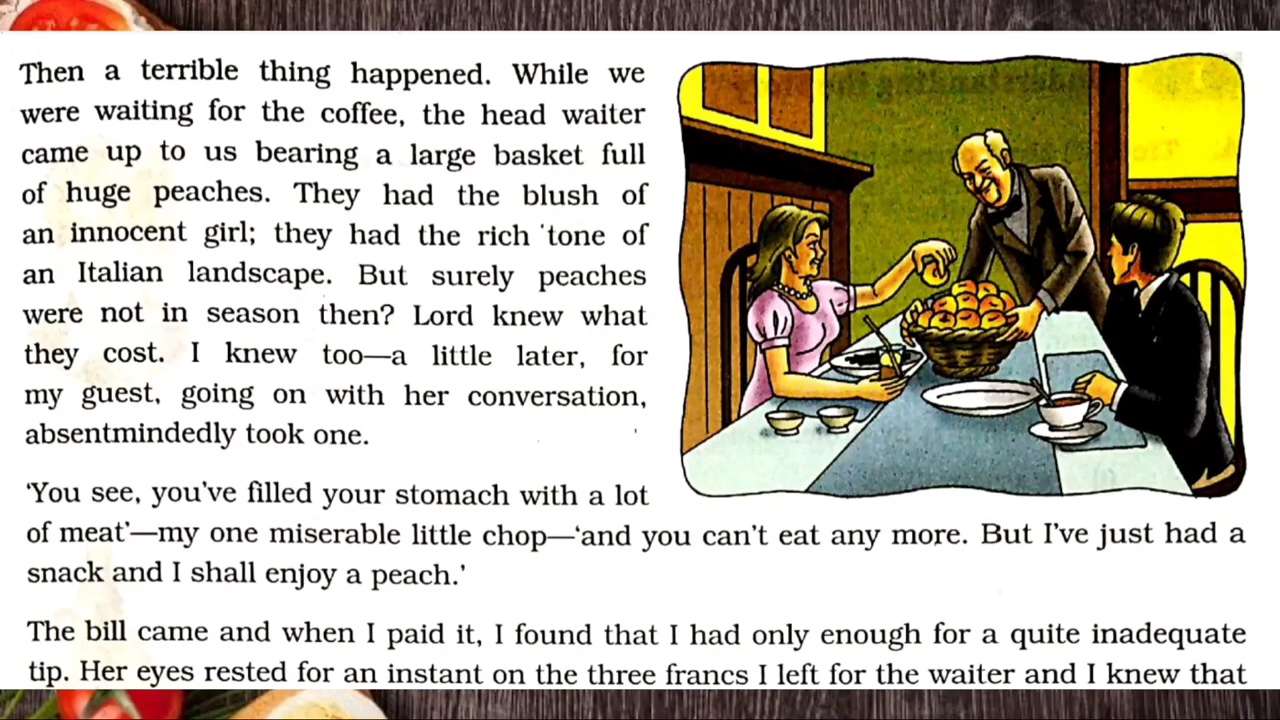 Then a terrible thing happened. While we
were waiting for the coffee, the head waiter
came up to us bearing a large basket full
of huge peaches. They had the blush of
an innocent girl; they had the rich tone of
an Italian landscape. But surely peaches
were not in season then? Lord knew what
they cost. I knew too—a little later, for
my guest, going on with her conversation,
absentmindedly took one.
‘You see, you’ve filled your stomach with a lot
of meat’—my one miserable little chop—‘and you can’t eat any more. But I’ve just had a
snack and I shall enjoy a peach.’
The bill came and when I paid it, I found that I had only enough for a quite inadequate
tip. Her eyes rested for an instant on the three francs I left for the waiter and I knew that